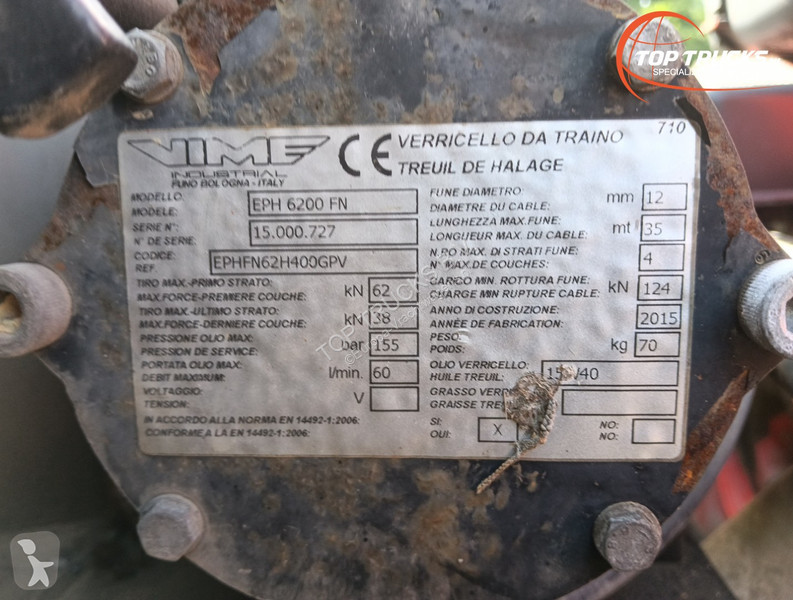 TOP TRUCKS
710
VIME
INDUSTRIAL
FUNO BOLOGNA - ITALY
CE
VERRICELLO DA TRAINO
TREUIL DE HALAGE
MODELLO:
MODELE:
EPH 6200 FN
SERIE N°:
N° DE SERIE:
15.000.727
CODICE:
REF.
EPHFN62H400GPV
TIRO MAX.-PRIMO STRATO:
MAX.FORCE-PREMIERE COUCHE:
kN 62
TIRO MAX.-ULTIMO STRATO:
MAX.FORCE-DERNIERE COUCHE:
kN 38
PRESSIONE OLIO MAX:
PRESSION DE SERVICE:
bar 155
PORTATA OLIO MAX:
DEBIT MAXIMUM:
l/min. 60
VOLTAGGIO:
TENSION:
V
IN ACCORDO ALLA NORMA EN 14492-1:2006:
CONFORME A LA EN 14492-1:2006:
FUNE DIAMETRO:
DIAMETRE DU CABLE:
mm 12
LUNGHEZZA MAX.FUNE:
LONGUEUR MAX.DU CABLE:
mt 35
N.RO MAX. DI STRATI FUNE:
N° MAX.DE COUCHES:
4
CARICO MIN. ROTTURA FUNE:
CHARGE MIN RUPTURE CABLE:
kN 124
ANNO DI COSTRUZIONE:
ANNÉE DE FABRICATION:
2015
PESO:
POIDS:
kg 70
OLIO VERRICELLO:
HUILE TREUIL:
/40
GRASSO
GRAISSE
SI:
OUI:
X
NO:
NO:
TOP TRUCKS